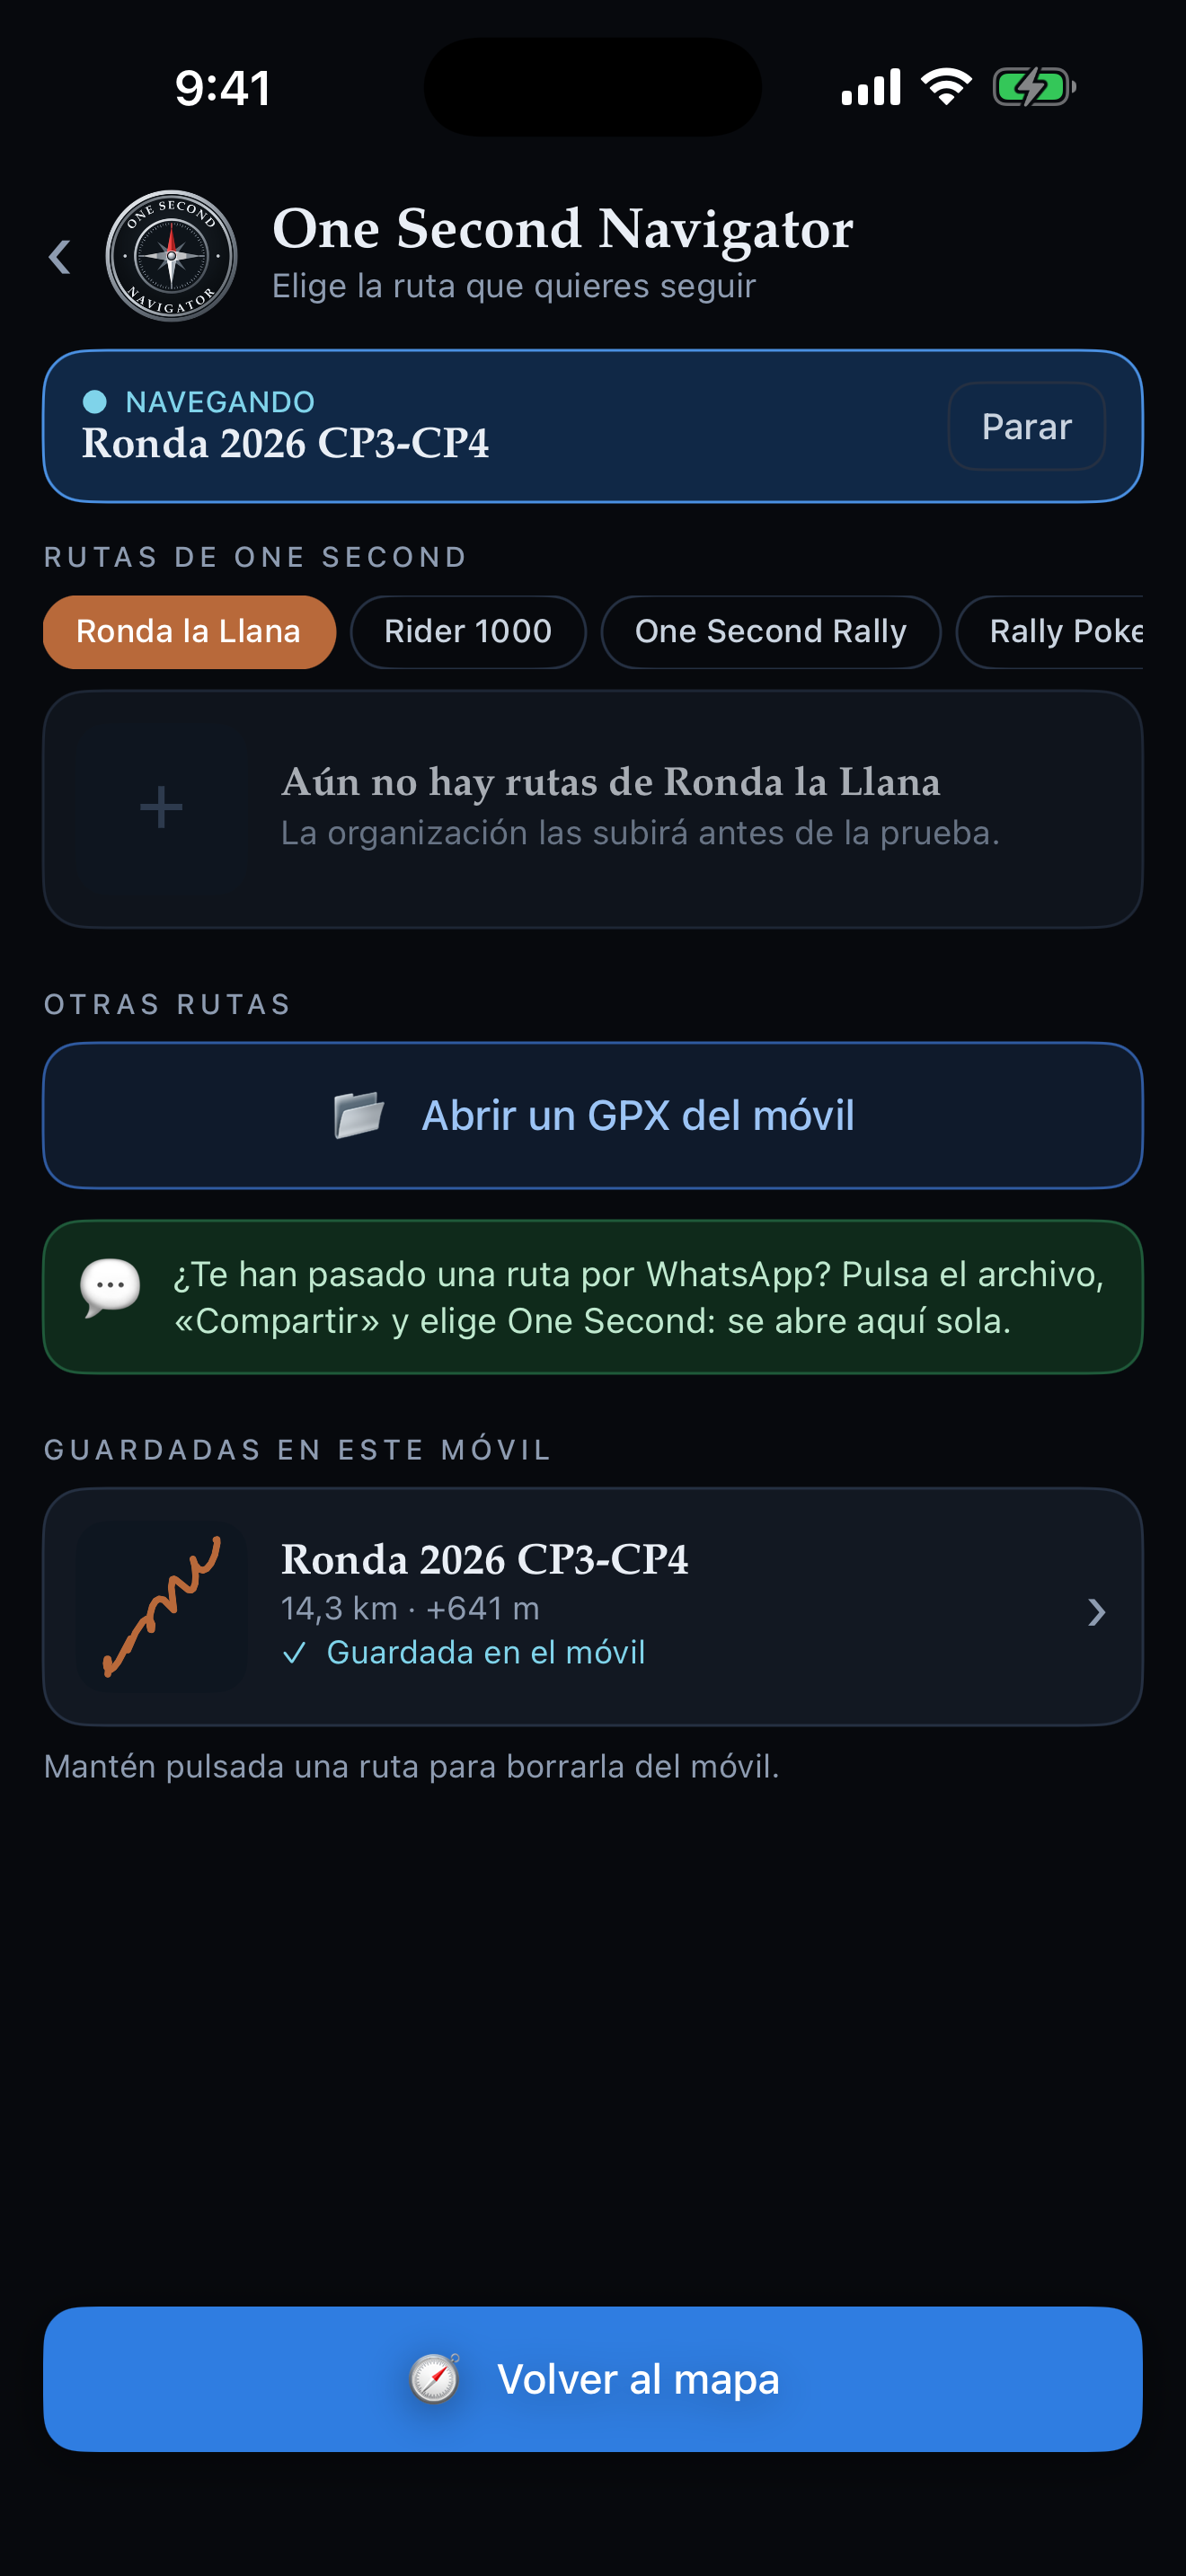 9:41
ONE SECOND
NAVIGATOR
One Second Navigator
Elige la ruta que quieres seguir
NAVEGANDO
Ronda 2026 CP3-CP4
Parar
RUTAS DE ONE SECOND
Ronda la Llana
Rider 1000
One Second Rally
Rally Poke
Aún no hay rutas de Ronda la Llana
La organización las subirá antes de la prueba.
OTRAS RUTAS
Abrir un GPX del móvil
¿Te han pasado una ruta por WhatsApp? Pulsa el archivo,
«Compartir» y elige One Second: se abre aquí sola.
GUARDADAS EN ESTE MÓVIL
Ronda 2026 CP3-CP4
14,3 km · +641 m
✓ Guardada en el móvil
Mantén pulsada una ruta para borrarla del móvil.
Volver al mapa